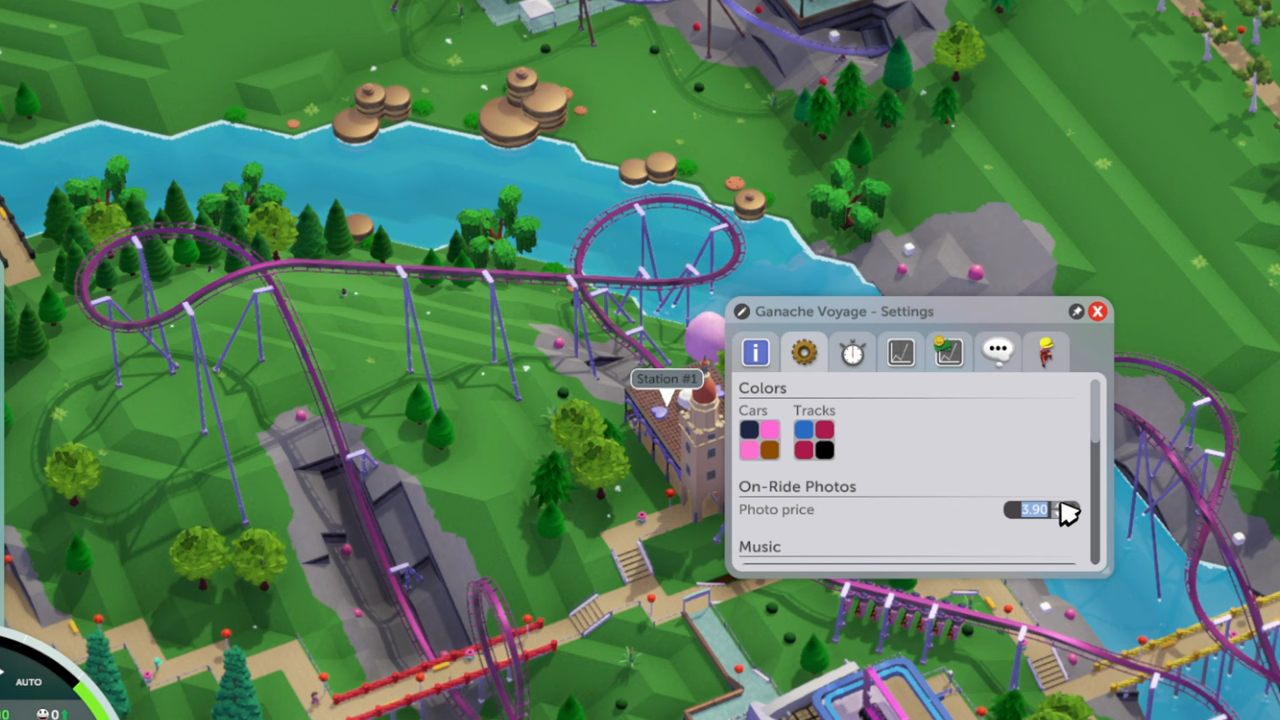 Ganache Voyage - Settings
Station #1
Colors
Cars Tracks
On-Ride Photos
Photo price 3.90
Music
AUTO